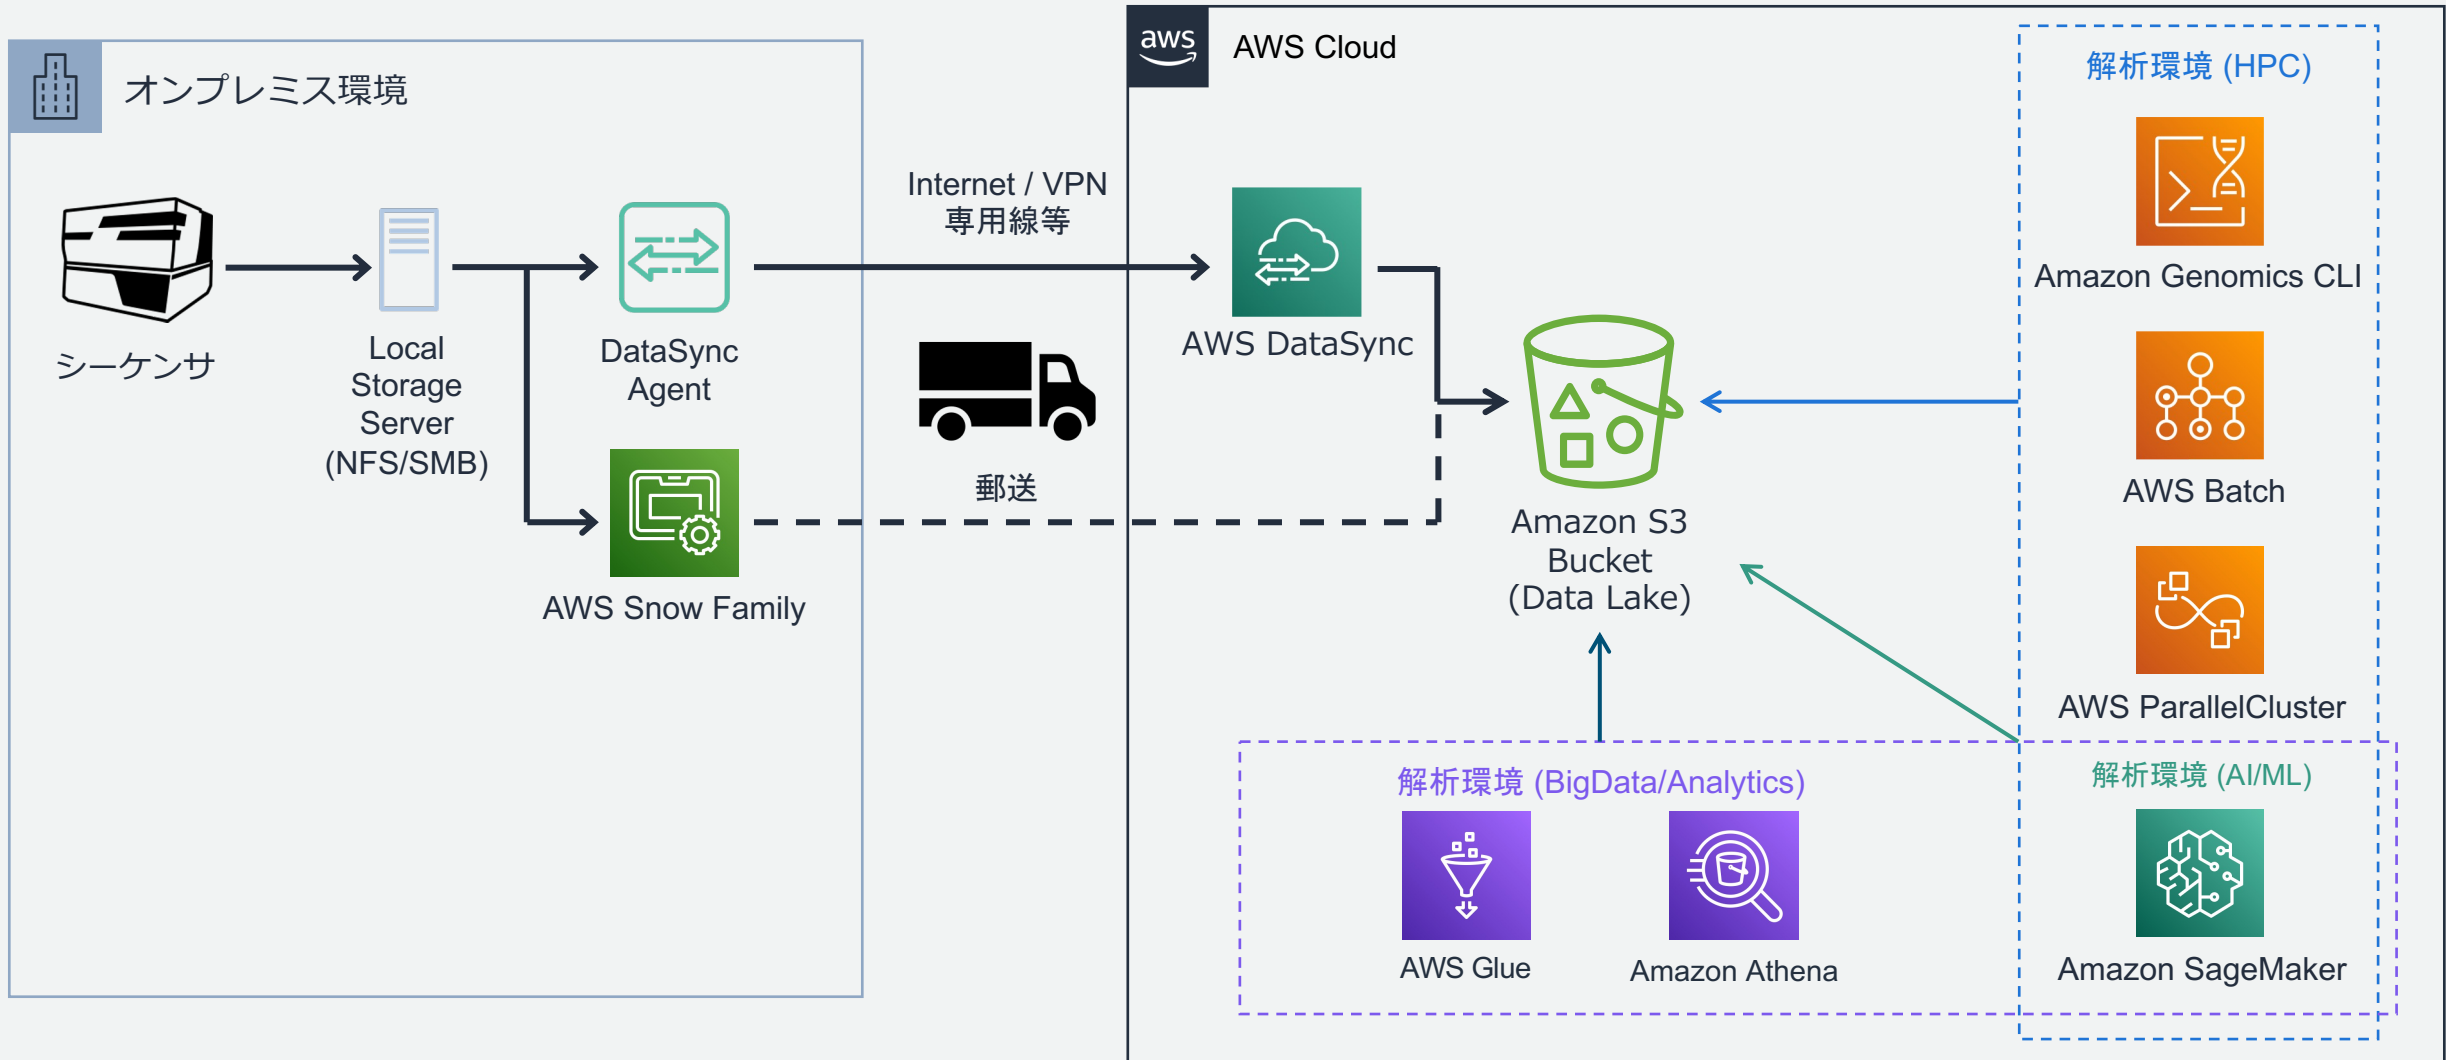 オンプレミス環境
シーケンサ
Local
Storage
Server
(NFS/SMB)
DataSync
Agent
AWS Snow Family
Internet / VPN
専用線等
郵送
aws
AWS Cloud
AWS DataSync
Amazon S3
Bucket
(Data Lake)
解析環境 (HPC)
Amazon Genomics CLI
AWS Batch
AWS ParallelCluster
解析環境 (BigData/Analytics)
AWS Glue
Amazon Athena
解析環境 (AI/ML)
Amazon SageMaker